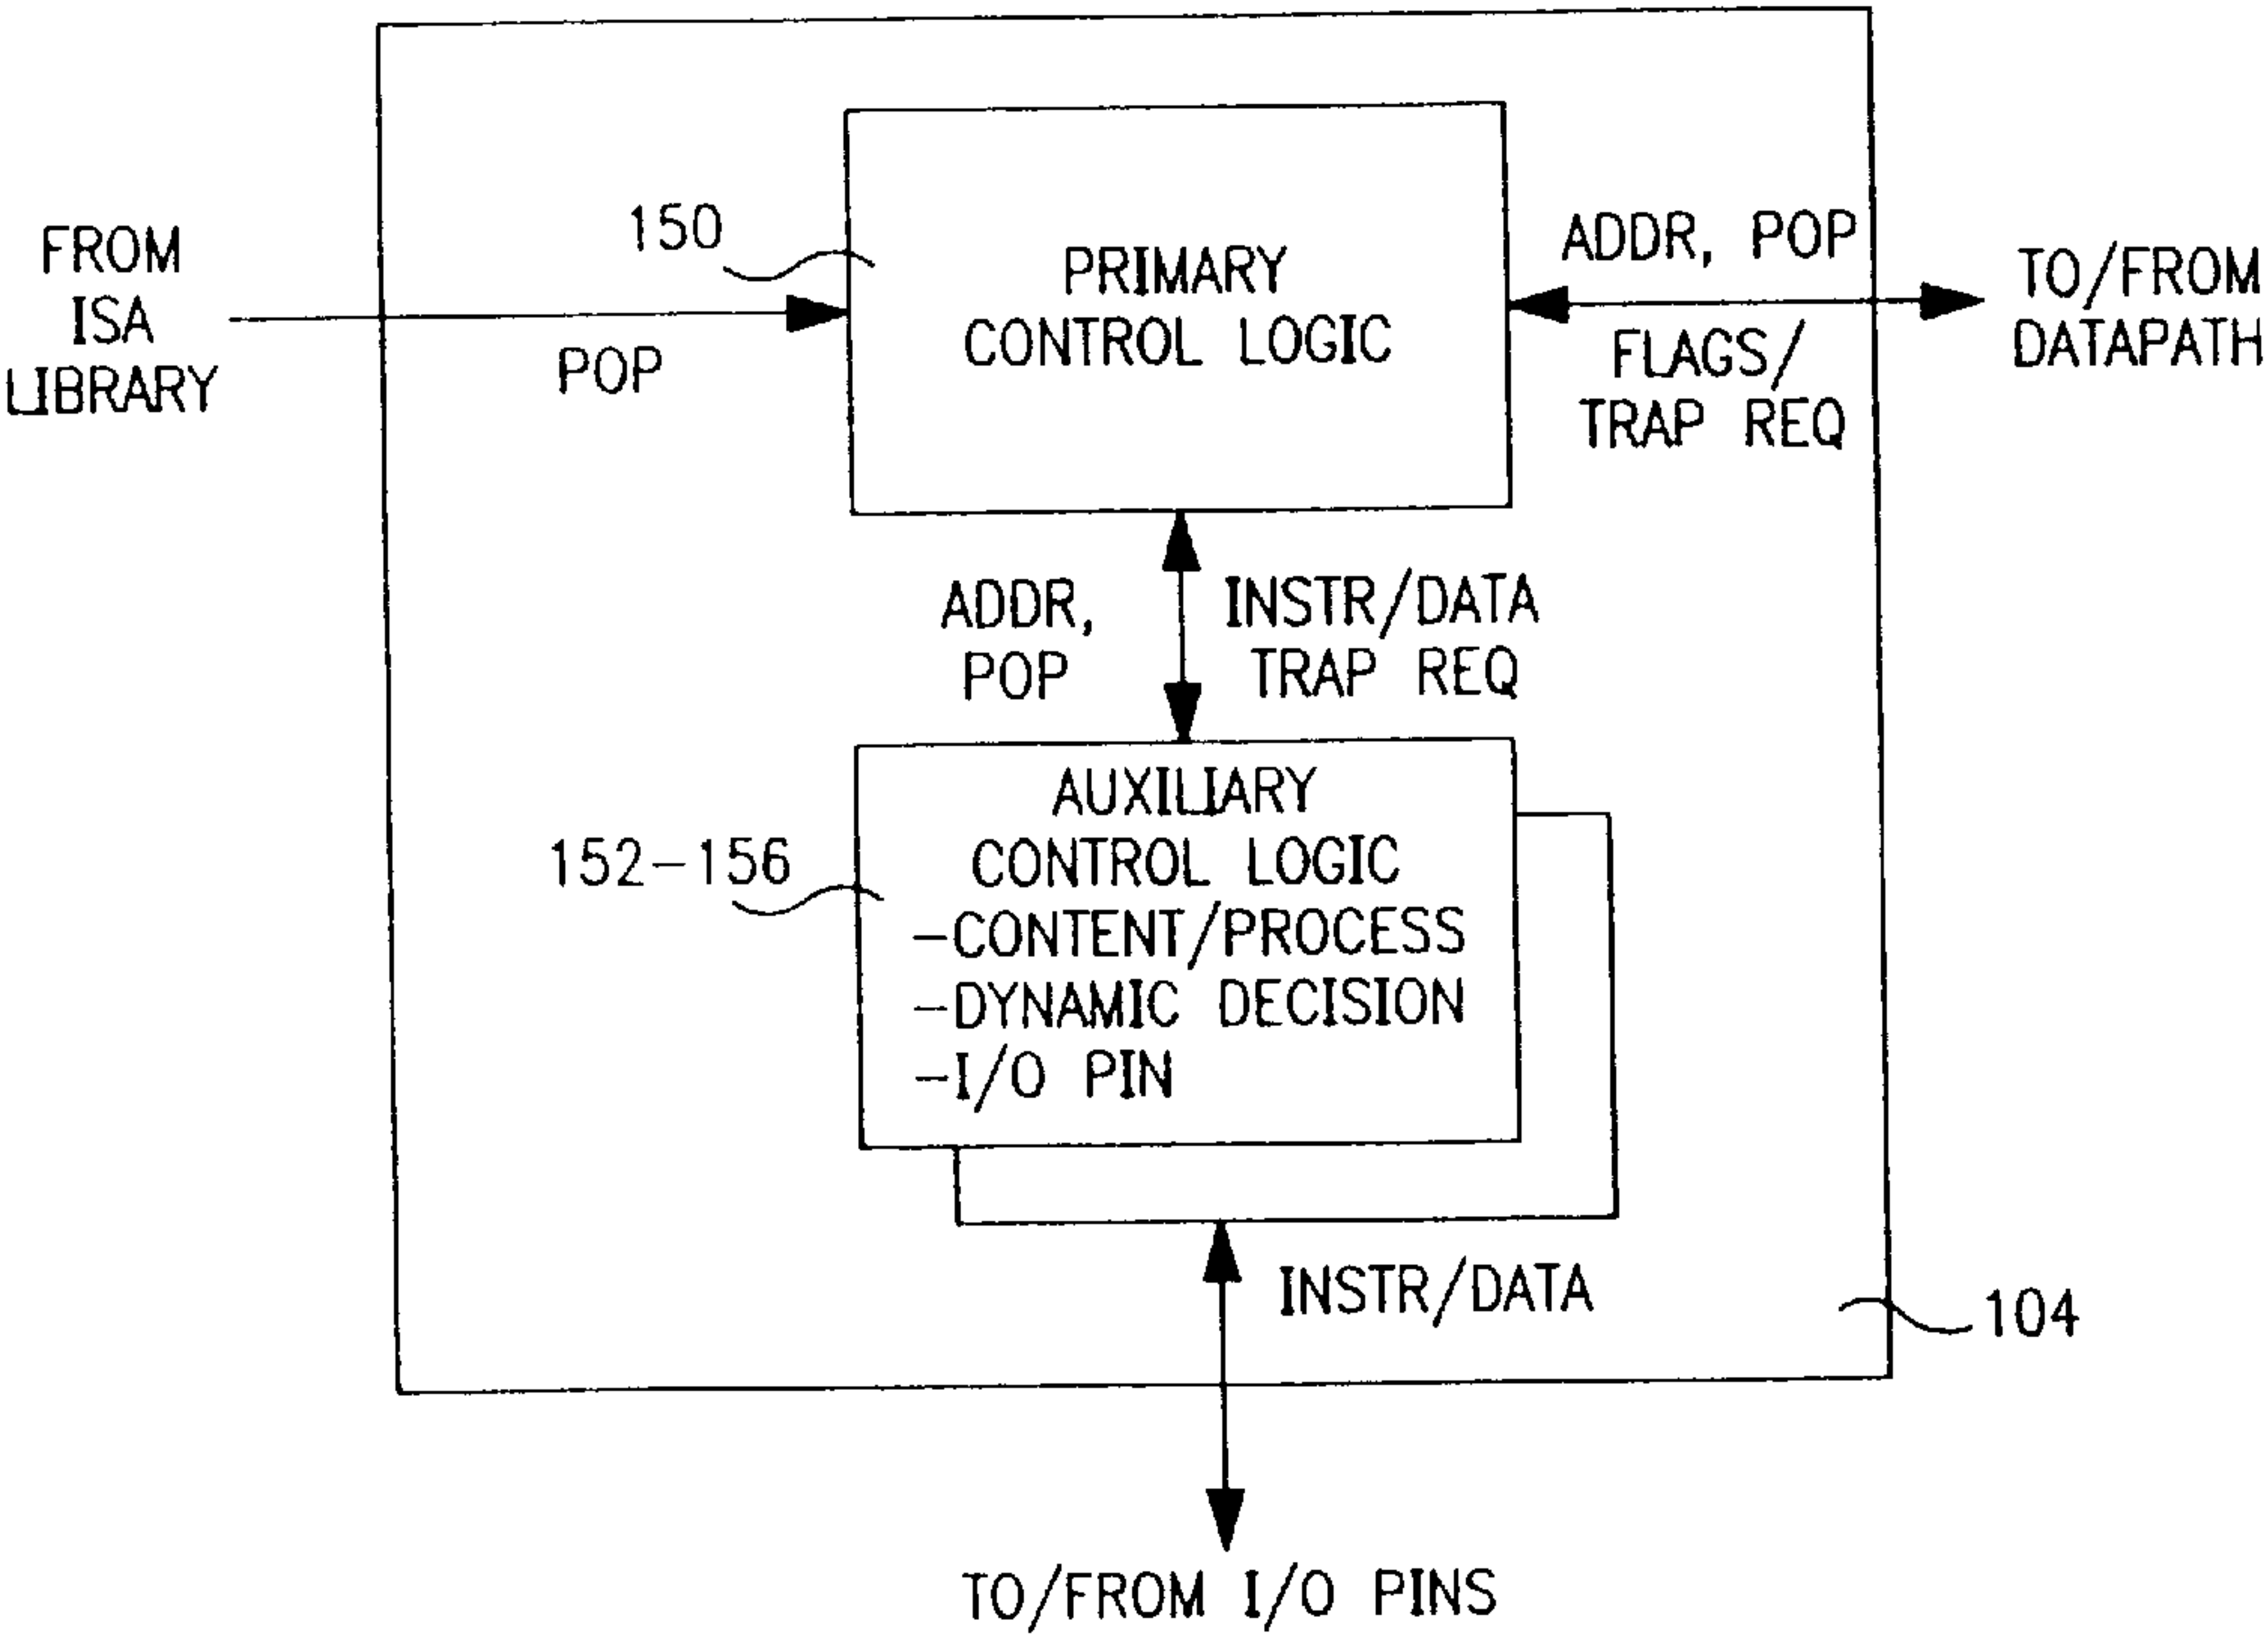 FROM
ISA
LIBRARY
POP
150
PRIMARY
CONTROL LOGIC
ADDR, POP
FLAGS/
TRAP REQ
TO/FROM
DATAPATH
ADDR,
POP
INSTR/DATA
TRAP REQ
152-156
AUXILIARY
CONTROL LOGIC
-CONTENT/PROCESS
-DYNAMIC DECISION
-I/O PIN
INSTR/DATA
104
TO/FROM I/O PINS